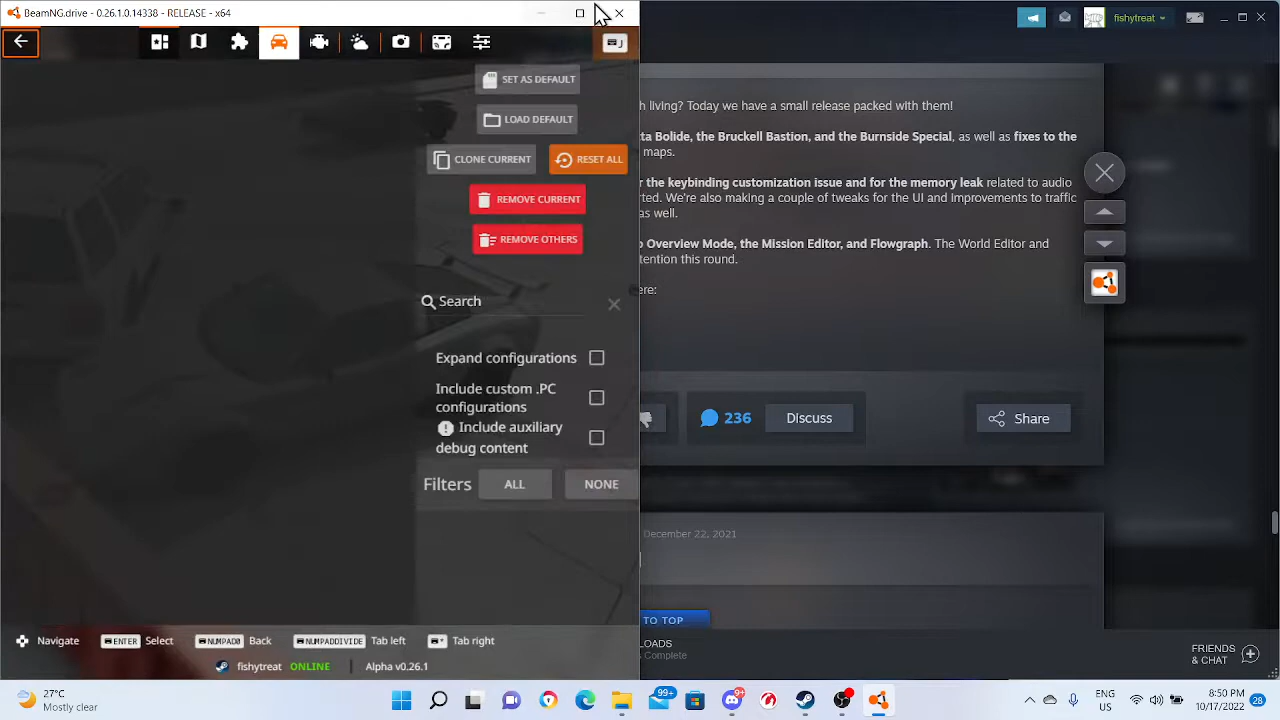 BeamNG.drive - 0.26.1.0.14338 - RELEASE - x64
J
SET AS DEFAULT
LOAD DEFAULT
CLONE CURRENT
RESET ALL
REMOVE CURRENT
REMOVE OTHERS
Search
Expand configurations
Include custom .PC
configurations
Include auxiliary
debug content
Filters
ALL
NONE
Navigate
ENTER
Select
NUMPAD0
Back
NUMPADDIVIDE
Tab left
*
Tab right
fishytreat
ONLINE
Alpha v0.26.1
fishytreat
h living? Today we have a small release packed with them!
ta Bolide, the Bruckell Bastion, and the Burnside Special, as well as fixes to the
maps.
r the keybinding customization issue and for the memory leak related to audio
ted. We're also making a couple of tweaks for the UI and Improvements to traffic
as well.
o Overview Mode, the Mission Editor, and Flowgraph. The World Editor and
tention this round.
ere:
236
Discuss
Share
December 22, 2021
TO TOP
LOADS
Complete
FRIENDS
& CHAT
27°C
Mostly clear
99+
9+
ENG
US
8:50 PM
10/17/2022
28